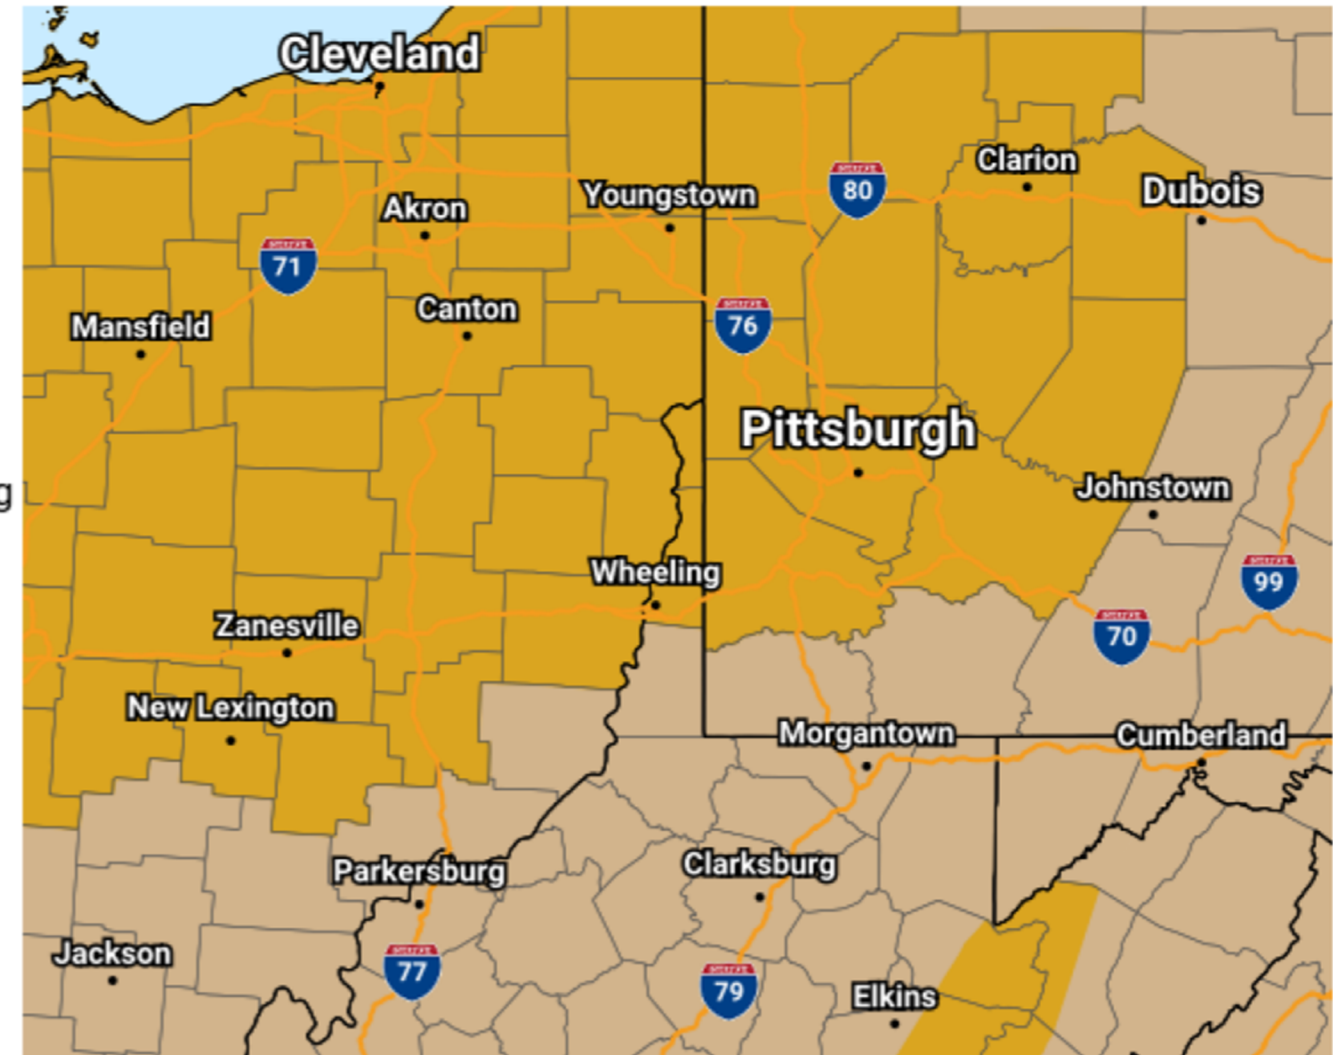 Cleveland
Clarion
80
Dubois
Youngstown
Akron
71
Canton
76
Mansfield
Pittsburgh
g
Johnstown
Wheeling
99
Zanesville
70
New Lexington
Morgantown
Cumberland
Clarksburg
Parkersburg
Jackson
77
79
Elkins